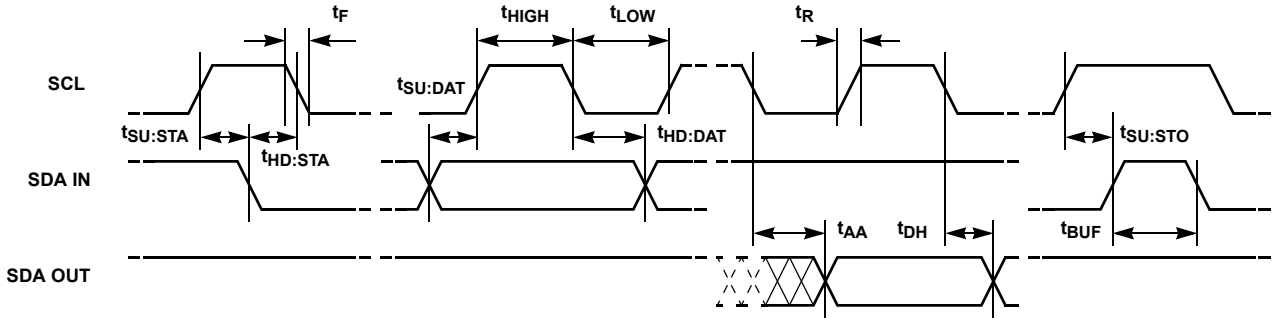 tF
tHIGH
tLOW
tR
SCL
tSU:DAT
tSU:STA
tHD:STA
tHD:DAT
tSU:STO
SDA IN
tAA
tDH
tBUF
SDA OUT